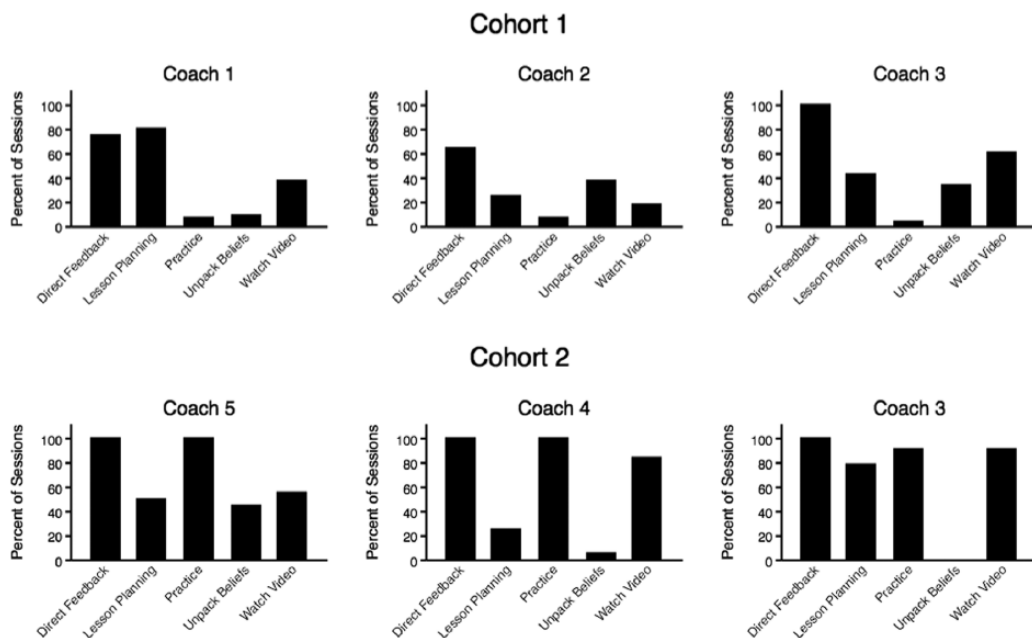 Cohort 1
Coach 1
Percent of Sessions
100
80
60
40
20
0
Direct Feedback
Lesson Planning
Practice
Unpack Beliefs
Watch Video
Coach 2
Percent of Sessions
100
80
60
40
20
0
Direct Feedback
Lesson Planning
Practice
Unpack Beliefs
Watch Video
Coach 3
Percent of Sessions
100
80
60
40
20
0
Direct Feedback
Lesson Planning
Practice
Unpack Beliefs
Watch Video
Cohort 2
Coach 5
Percent of Sessions
100
80
60
40
20
0
Direct Feedback
Lesson Planning
Practice
Unpack Beliefs
Watch Video
Coach 4
Percent of Sessions
100
80
60
40
20
0
Direct Feedback
Lesson Planning
Practice
Unpack Beliefs
Watch Video
Coach 3
Percent of Sessions
100
80
60
40
20
0
Direct Feedback
Lesson Planning
Practice
Unpack Beliefs
Watch Video